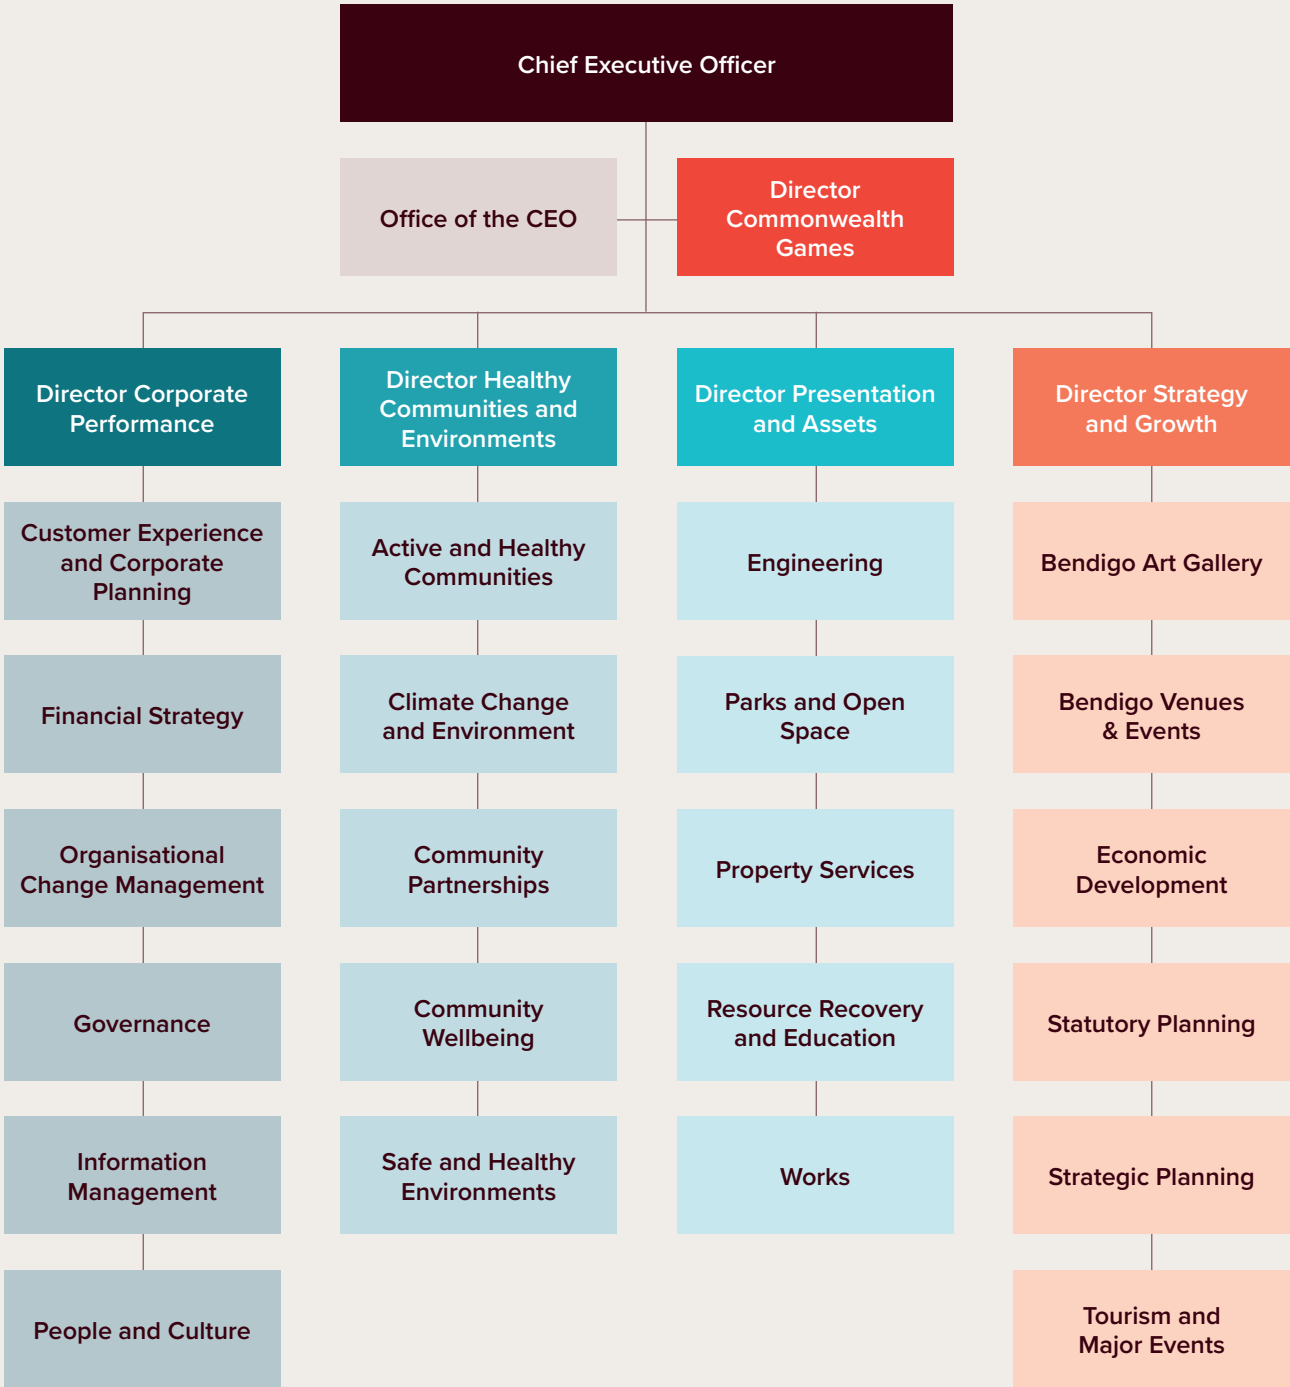 Chief Executive Officer
Office of the CEO
Director
Commonwealth
Games
Director Corporate
Performance
Customer Experience
and Corporate
Planning
Financial Strategy
Organisational
Change Management
Governance
Information
Management
People and Culture
Director Healthy
Communities and
Environments
Active and Healthy
Communities
Climate Change
and Environment
Community
Partnerships
Community
Wellbeing
Safe and Healthy
Environments
Director Presentation
and Assets
Engineering
Parks and Open
Space
Property Services
Resource Recovery
and Education
Works
Director Strategy
and Growth
Bendigo Art Gallery
Bendigo Venues
& Events
Economic
Development
Statutory Planning
Strategic Planning
Tourism and
Major Events